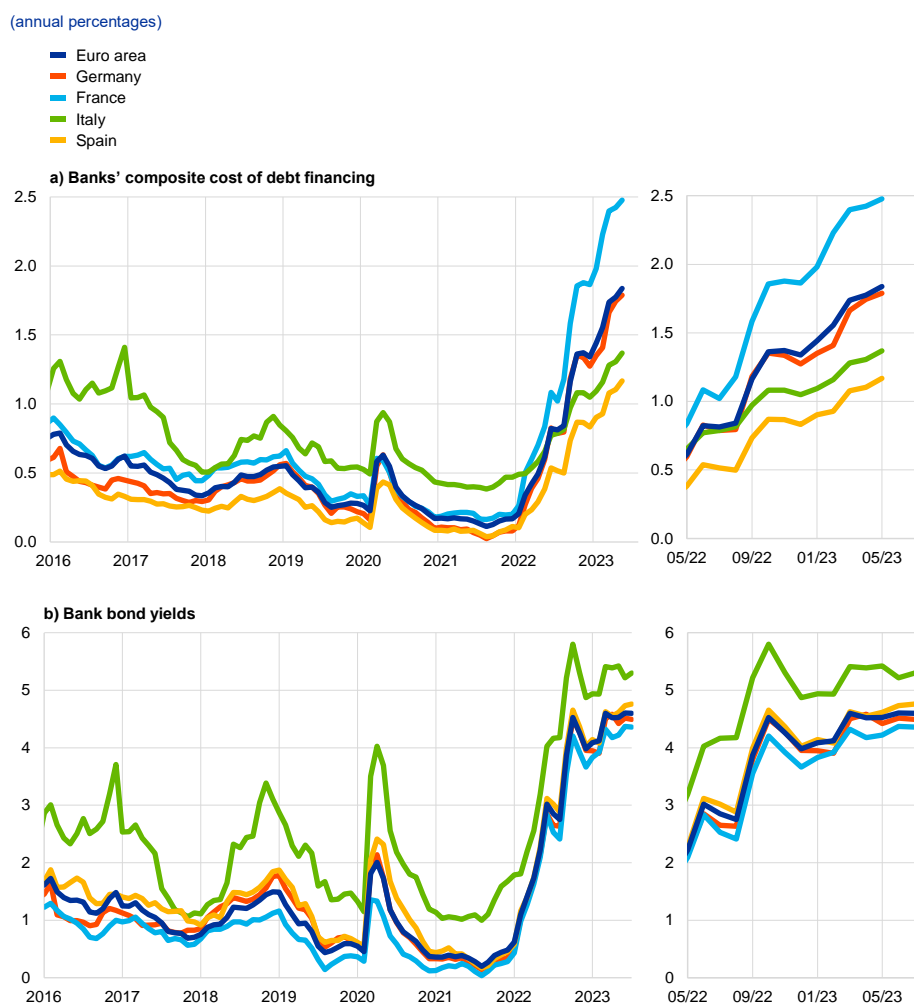 (annual percentages)
Euro area
Germany
France
Italy
Spain
a) Banks’ composite cost of debt financing
2.5
2.0
1.5
1.0
0.5
0.0
2016 2017 2018 2019 2020 2021 2022 2023
2.5
2.0
1.5
1.0
0.5
0.0
05/22 09/22 01/23 05/23
b) Bank bond yields
6
5
4
3
2
1
0
2016 2017 2018 2019 2020 2021 2022 2023
6
5
4
3
2
1
0
05/22 09/22 01/23 05/23